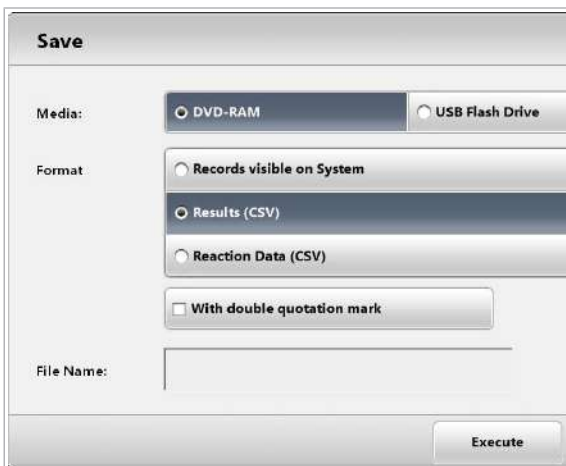 Save
Media: DVD-RAM USB Flash Drive
Format Records visible on System
Results (CSV)
Reaction Data (CSV)
With double quotation mark
File Name:
Execute